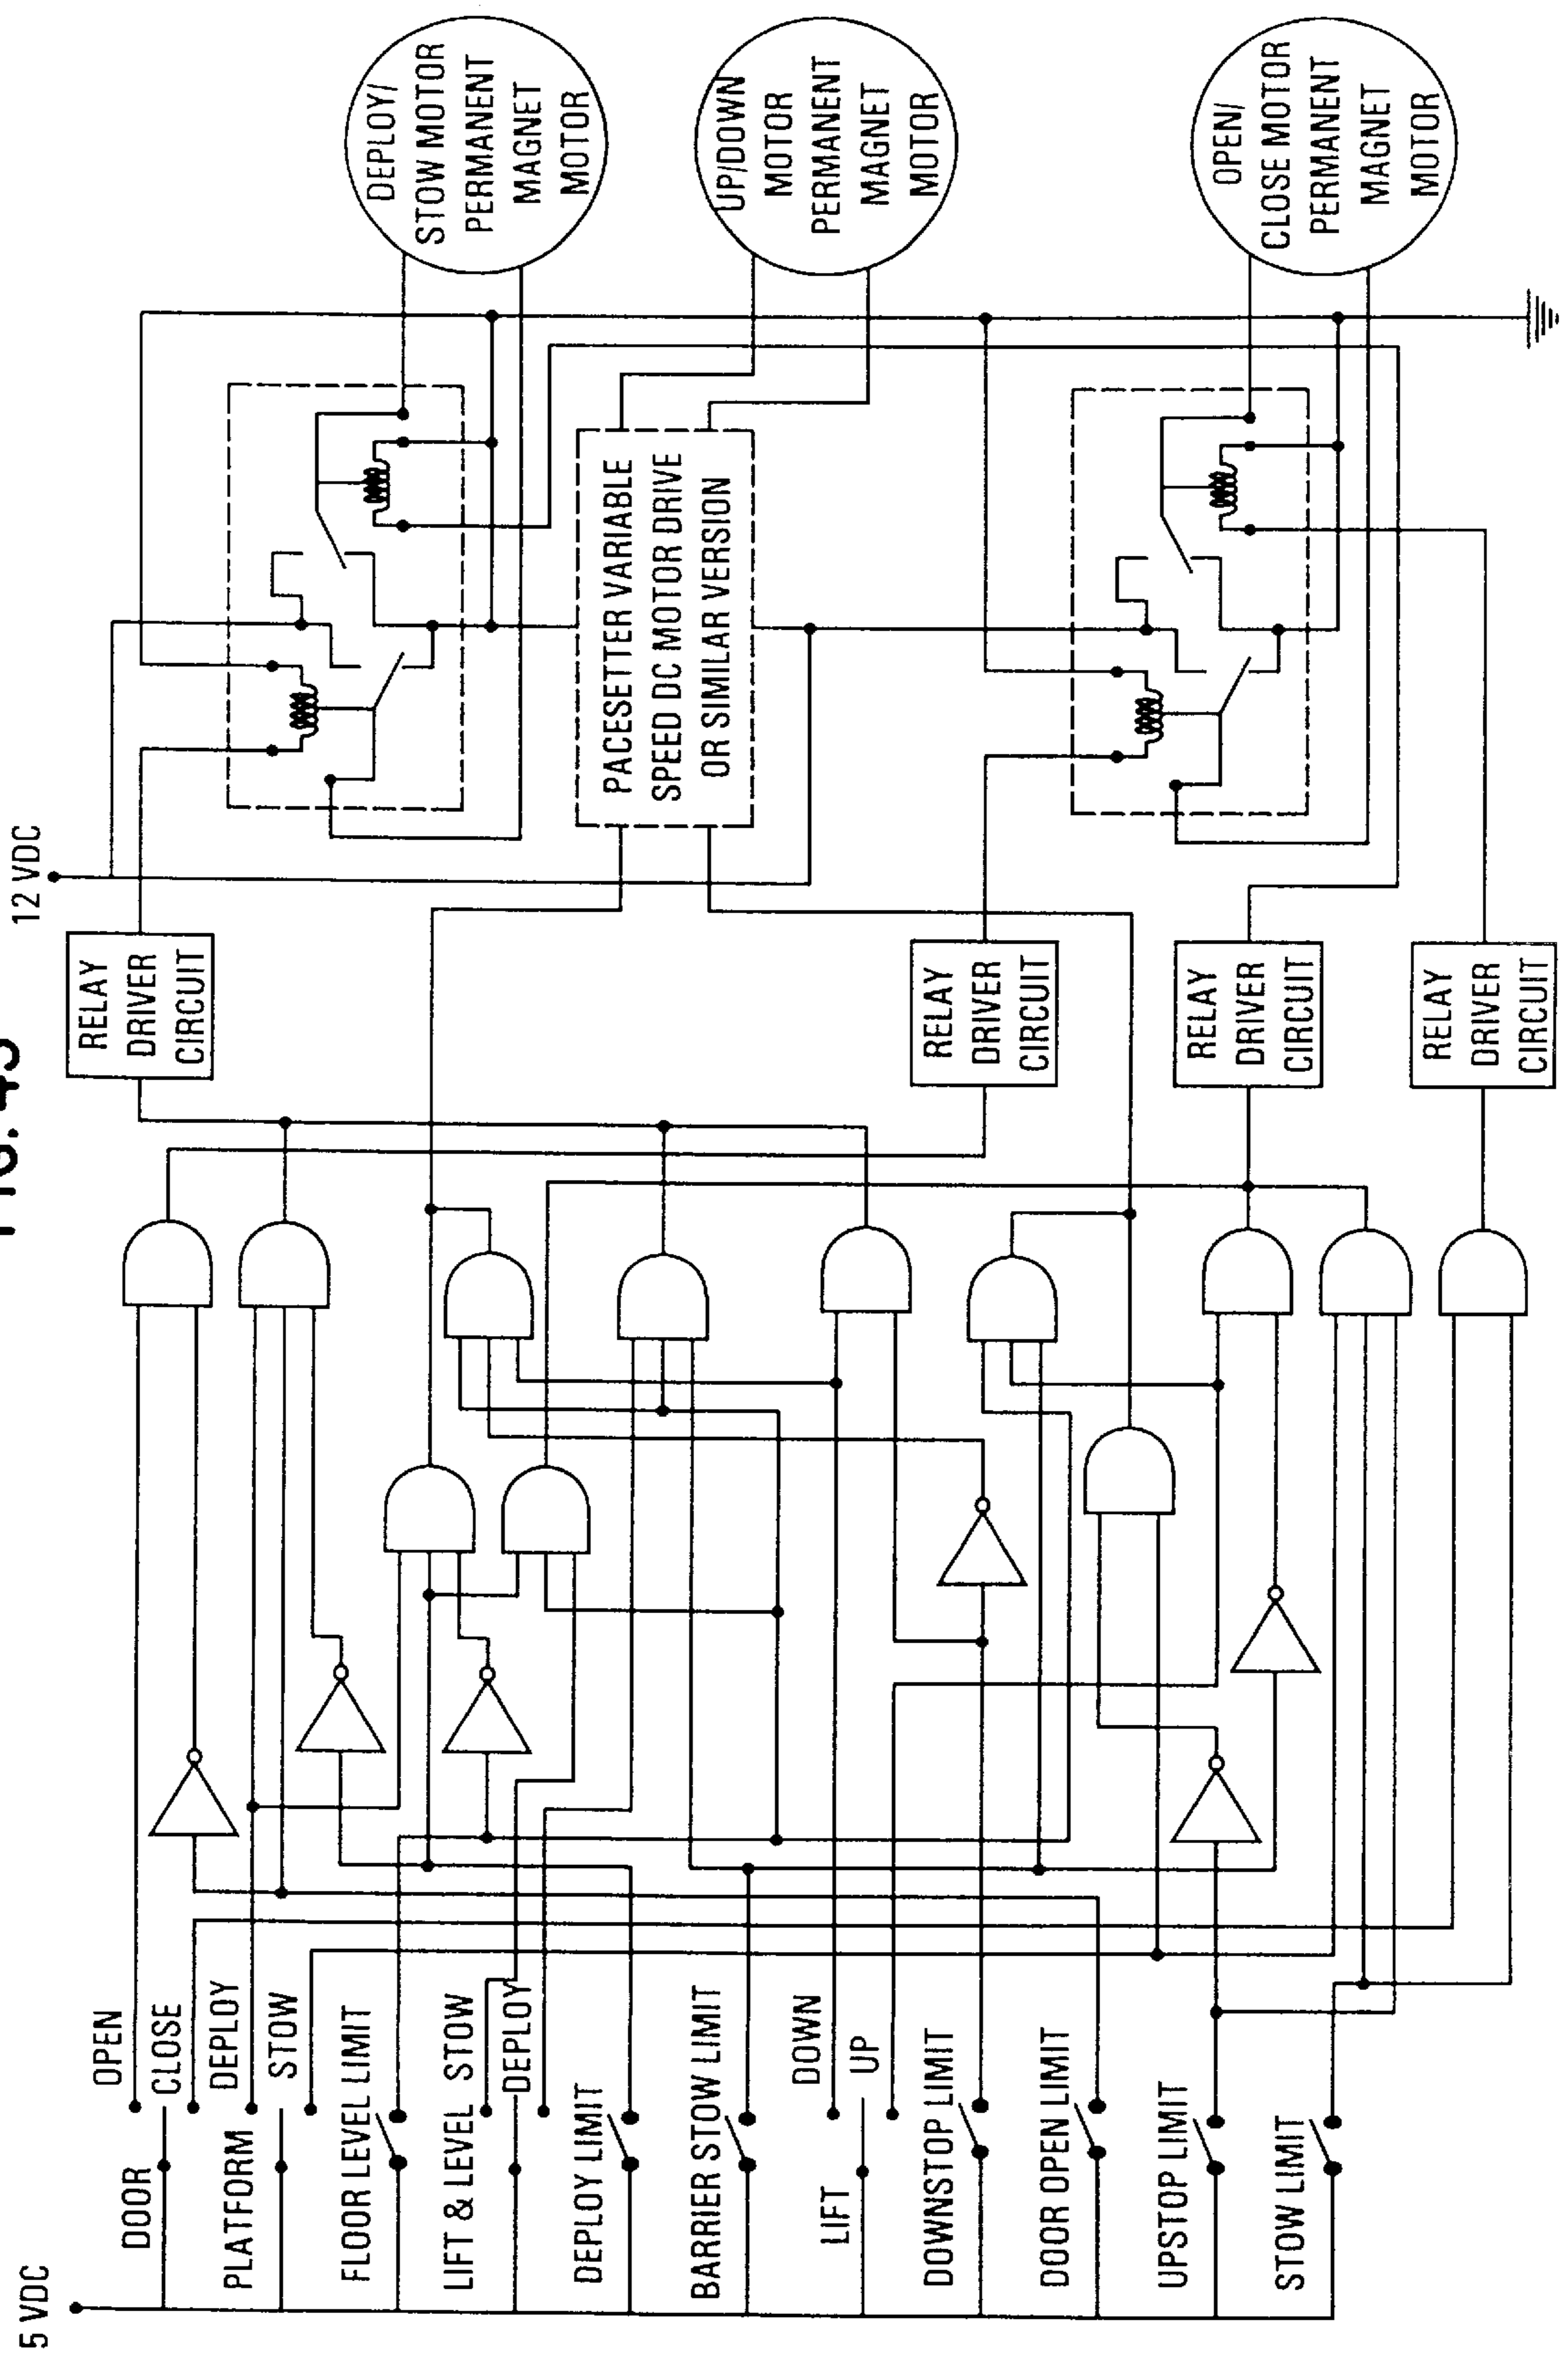 FIG. 45
5 VDC
DOOR
OPEN
CLOSE
PLATFORM
DEPLOY
STOW
FLOOR LEVEL LIMIT
LIFT & LEVEL
STOW
DEPLOY
DEPLOY LIMIT
BARRIER STOW LIMIT
LIFT
DOWN
UP
DOWNSTOP LIMIT
DOOR OPEN LIMIT
UPSTOP LIMIT
STOW LIMIT
RELAY
DRIVER
CIRCUIT
RELAY
DRIVER
CIRCUIT
RELAY
DRIVER
CIRCUIT
RELAY
DRIVER
CIRCUIT
12 VDC
PACESETTER VARIABLE
SPEED DC MOTOR DRIVE
OR SIMILAR VERSION
DEPLOY/
STOW MOTOR
PERMANENT
MAGNET
MOTOR
UP/DOWN
MOTOR
PERMANENT
MAGNET
MOTOR
OPEN/
CLOSE MOTOR
PERMANENT
MAGNET
MOTOR